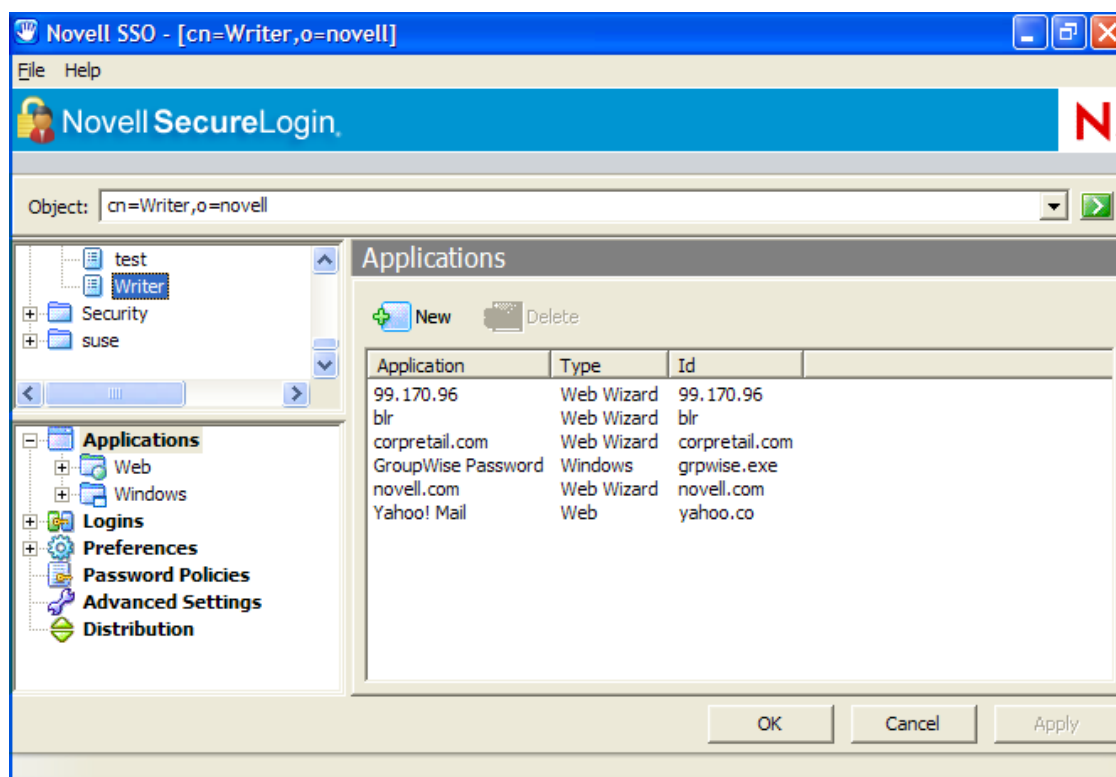 Novell SSO - [cn=Writer,o=novell]
File Help
Novell SecureLogin
N
Object: cn=Writer,o=novell
test
Writer
Security
suse
Applications
Web
Windows
Logins
Preferences
Password Policies
Advanced Settings
Distribution
Applications
New Delete
Application Type Id
99.170.96 Web Wizard 99.170.96
blr Web Wizard blr
corpretail.com Web Wizard corpretail.com
GroupWise Password Windows grpwise.exe
novell.com Web Wizard novell.com
Yahoo! Mail Web yahoo.co
OK Cancel Apply